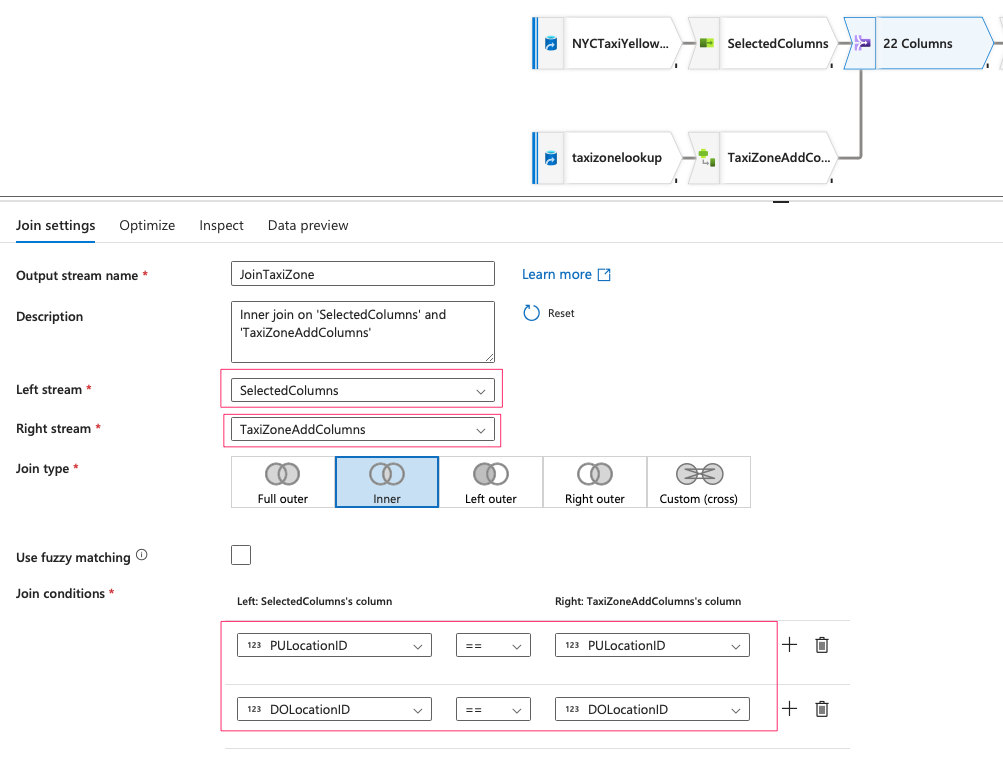 NYCTaxiYellow...
SelectedColumns
22 Columns
taxizonelookup
TaxiZoneAddCo...
Join settings
Optimize
Inspect
Data preview
Output stream name *
JoinTaxiZone
Learn more
Description
Inner join on 'SelectedColumns' and
'TaxiZoneAddColumns'
Reset
Left stream *
SelectedColumns
Right stream *
TaxiZoneAddColumns
Join type *
Full outer
Inner
Left outer
Right outer
Custom (cross)
Use fuzzy matching
Join conditions *
Left: SelectedColumns's column
Right: TaxiZoneAddColumns's column
123 PULocationID
==
123 PULocationID
123 DOLocationID
==
123 DOLocationID